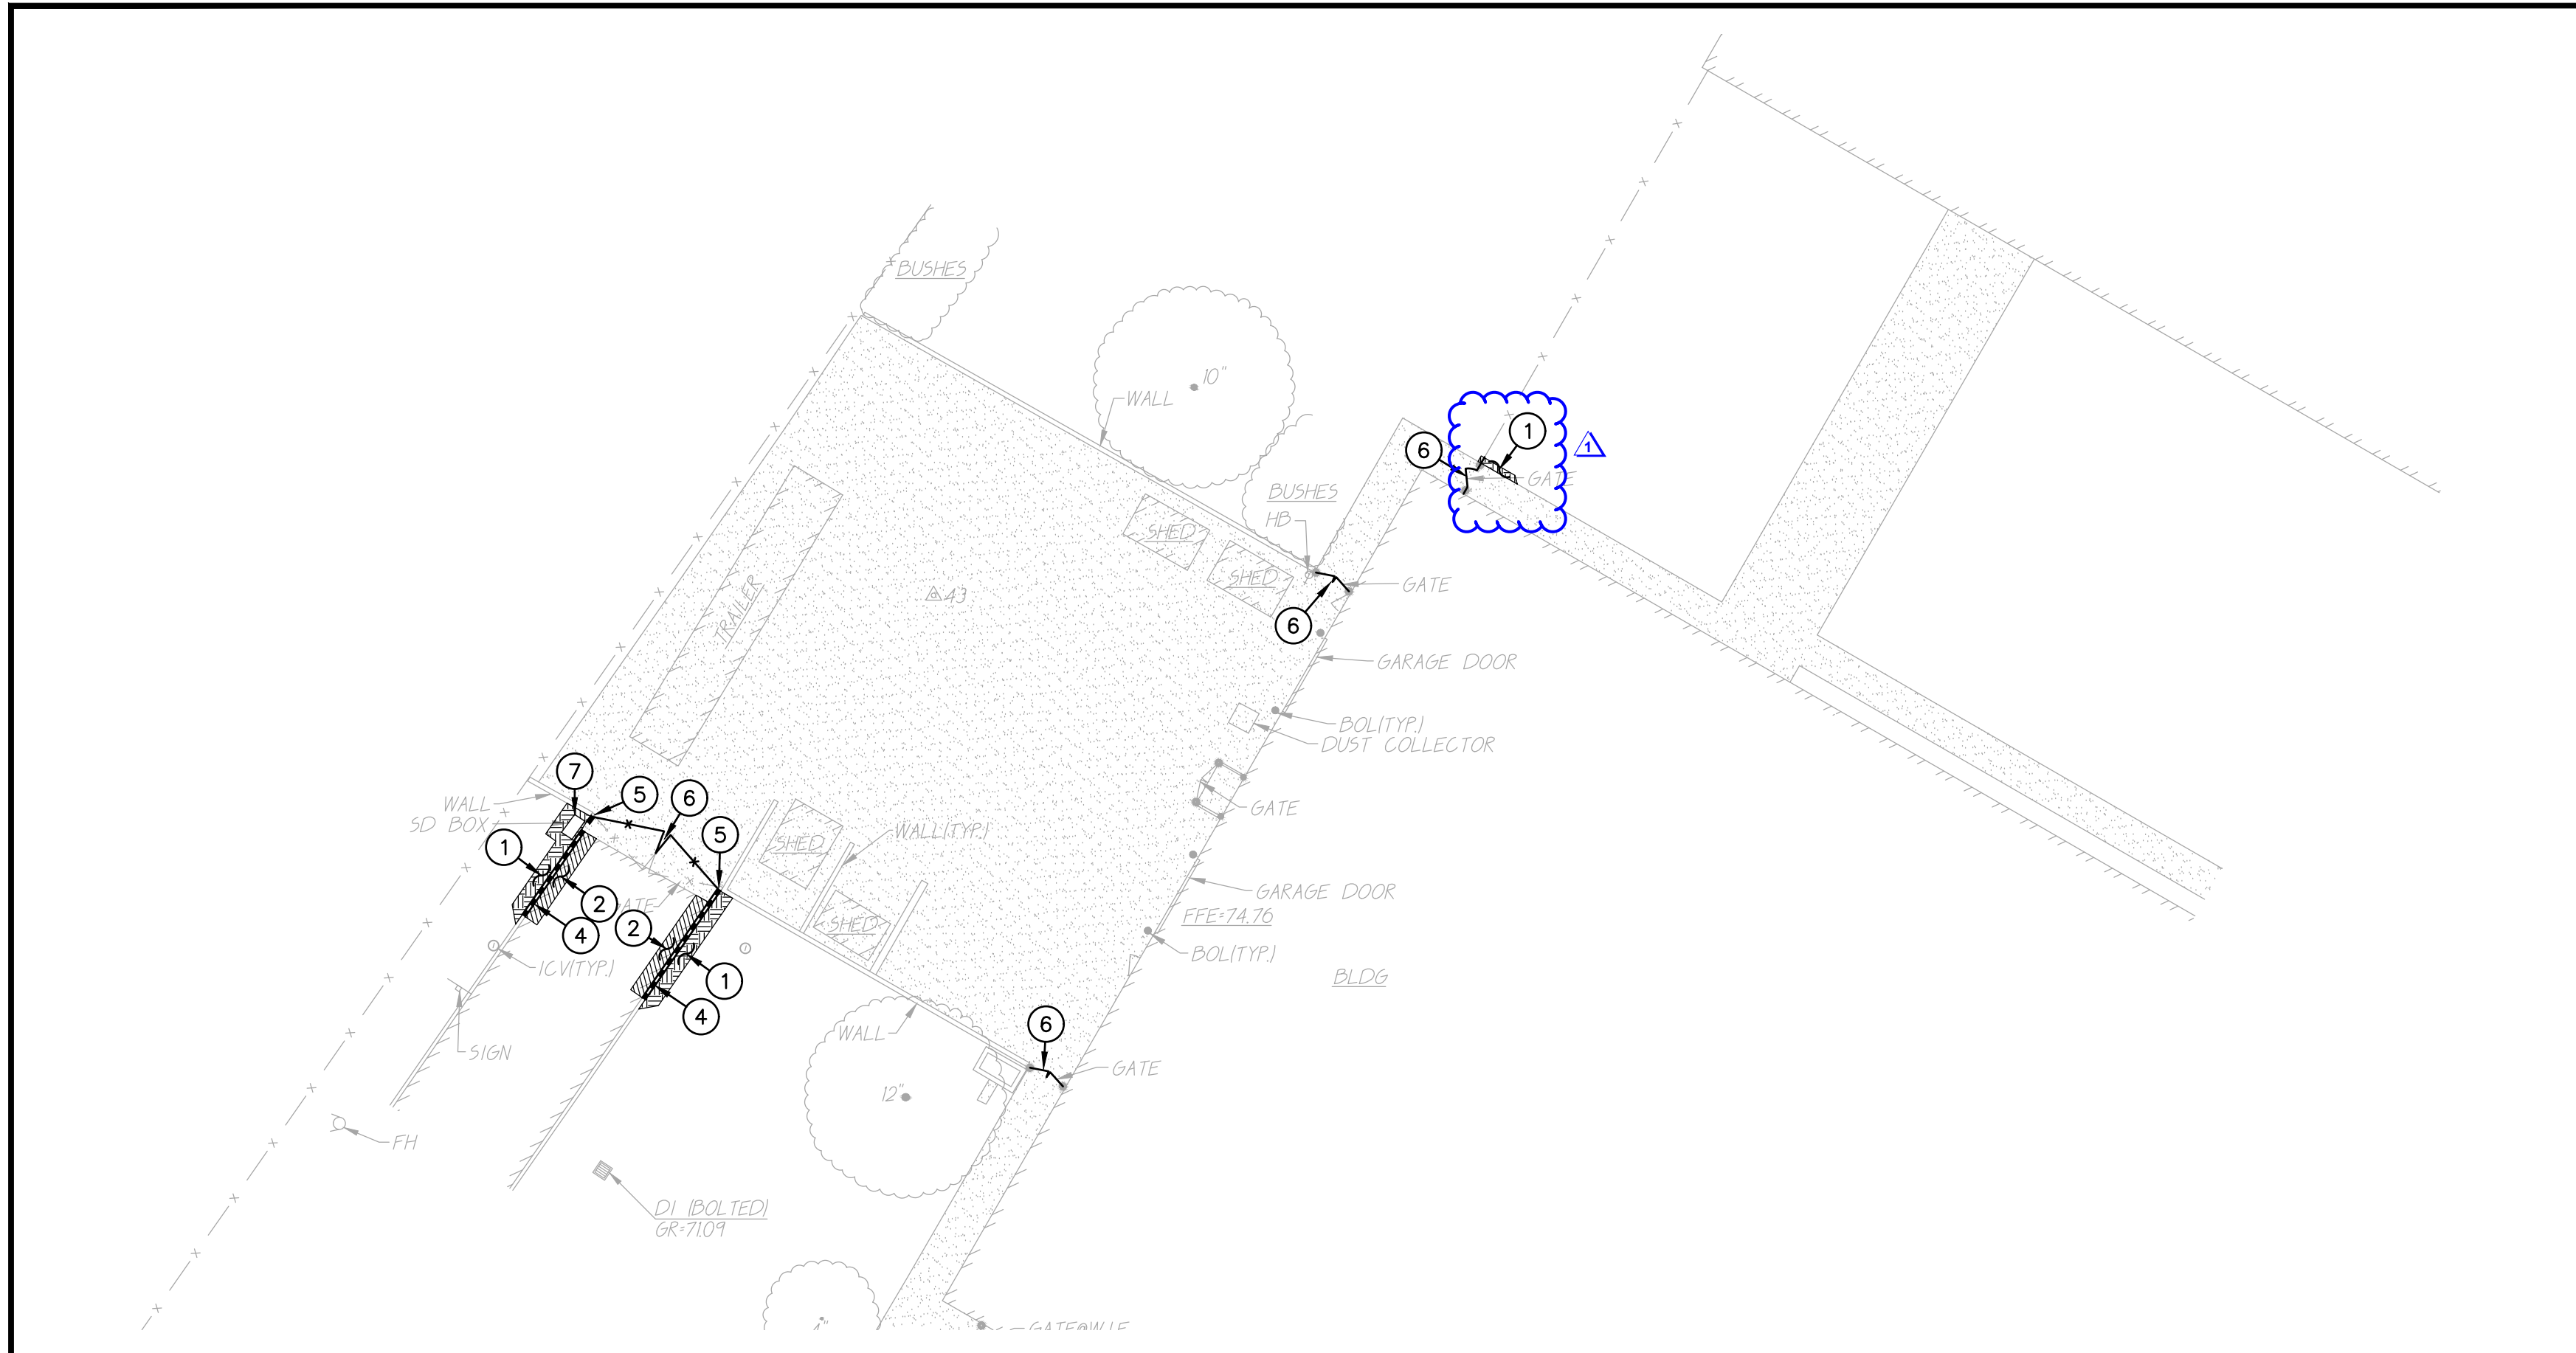 BUSHES
10"
WALL
1
1
6
GATE
BUSHES
HB
SHED
SHED
GATE
6
43
TRAILER
GARAGE DOOR
BOL(TYP.)
DUST COLLECTOR
7
5
6
WALL
SD BOX
5
WALL(TYP.)
GATE
1
SHED
2
GATE
2
4
SHED
GARAGE DOOR
FFE=74.76
ICV(TYP.)
1
BOL(TYP.)
BLDG
4
6
WALL
SIGN
GATE
12"
FH
DI (BOLTED)
GR=71.09
4"